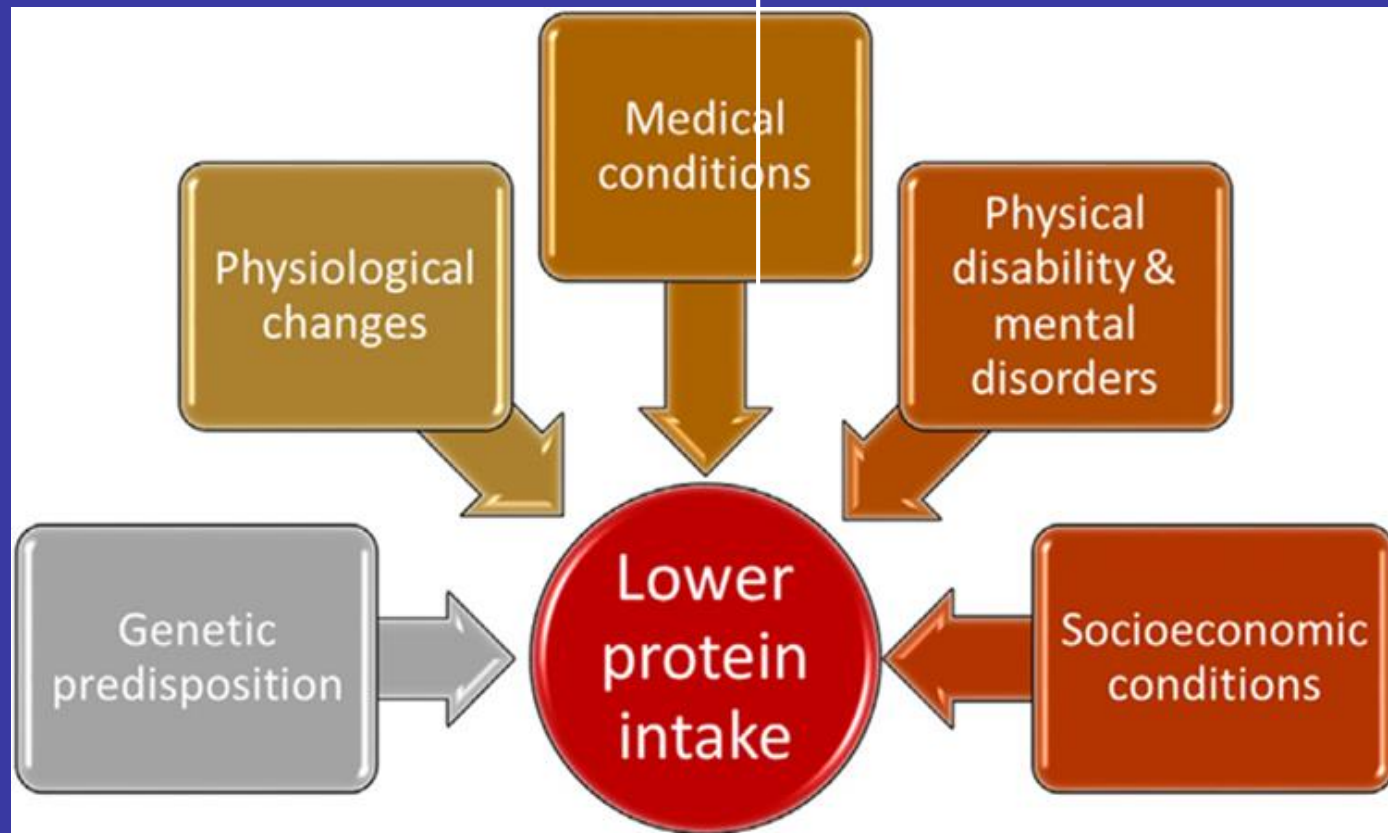 Medical
conditions
Physiological
changes
Physical
disability &
mental
disorders
Genetic
predisposition
Lower
protein
intake
Socioeconomic
conditions